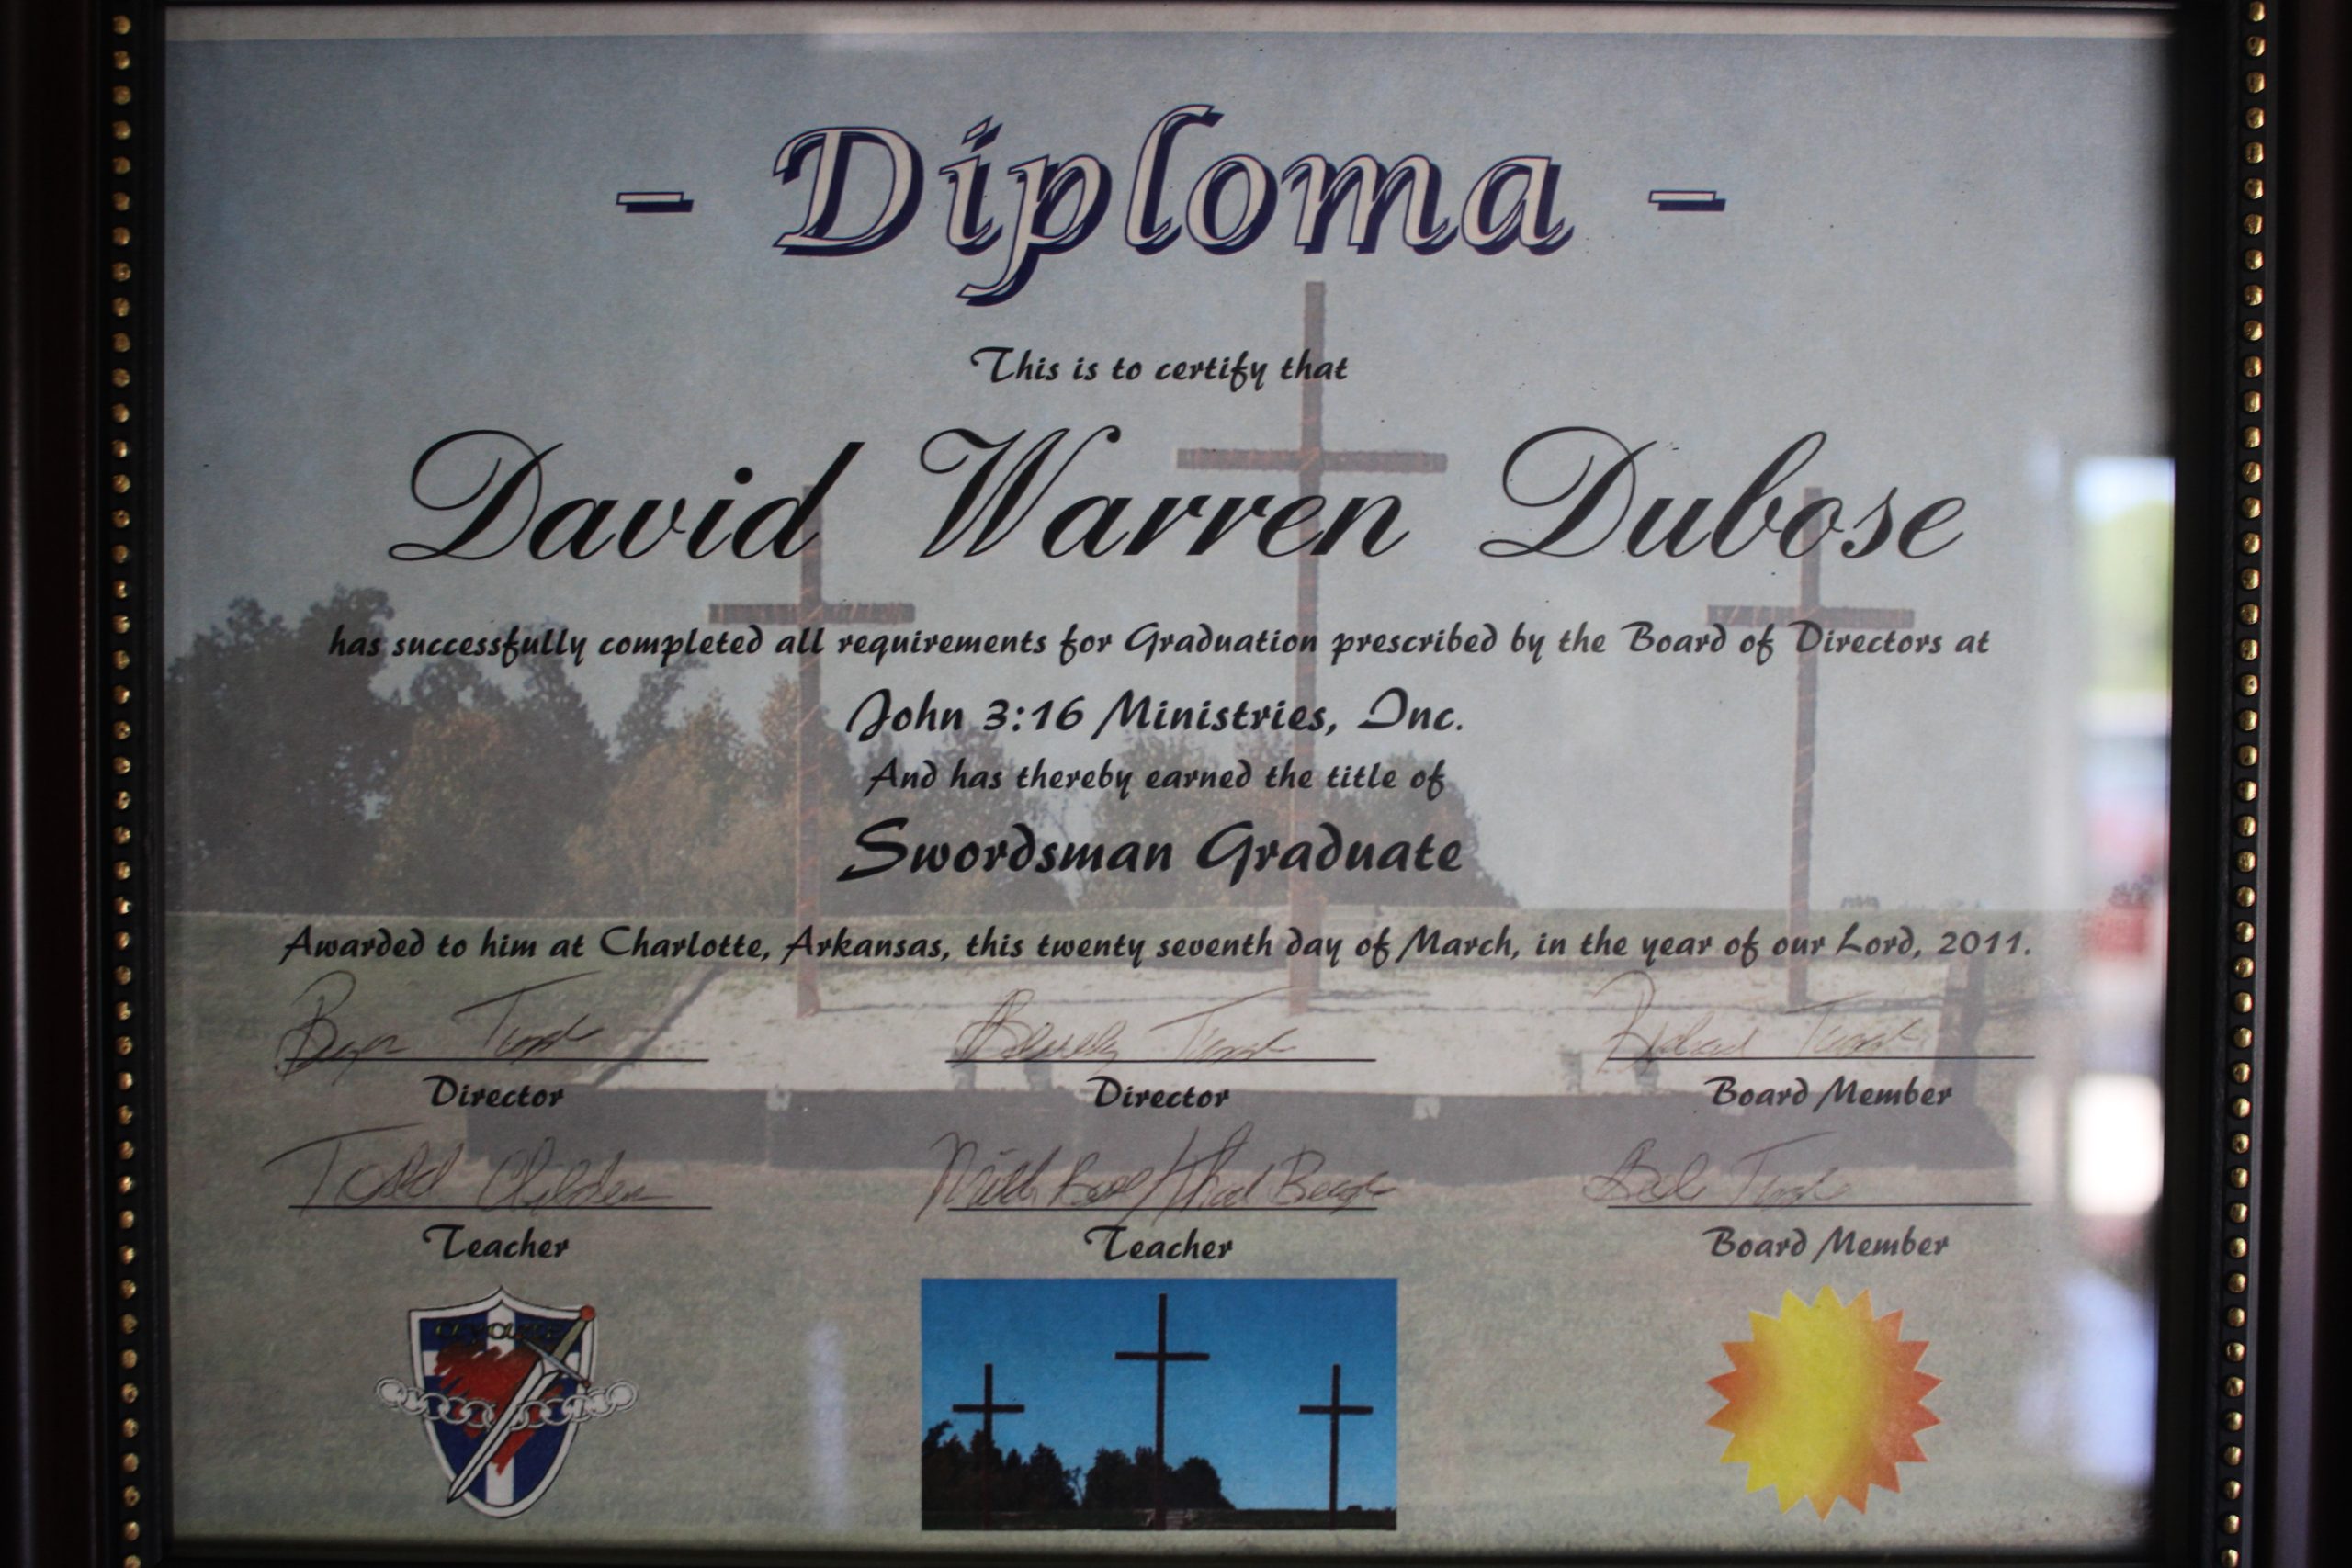 - Diploma -
This is to certify that
David Warren Dubose
has successfully completed all requirements for Graduation prescribed by the Board of Directors at
John 3:16 Ministries, Inc.
And has thereby earned the title of
Swordsman Graduate
Awarded to him at Charlotte, Arkansas, this twenty seventh day of March, in the year of our Lord, 2011.
Director
Beverly
Director
Board Member
Todd
Teacher
Teacher
Board Member